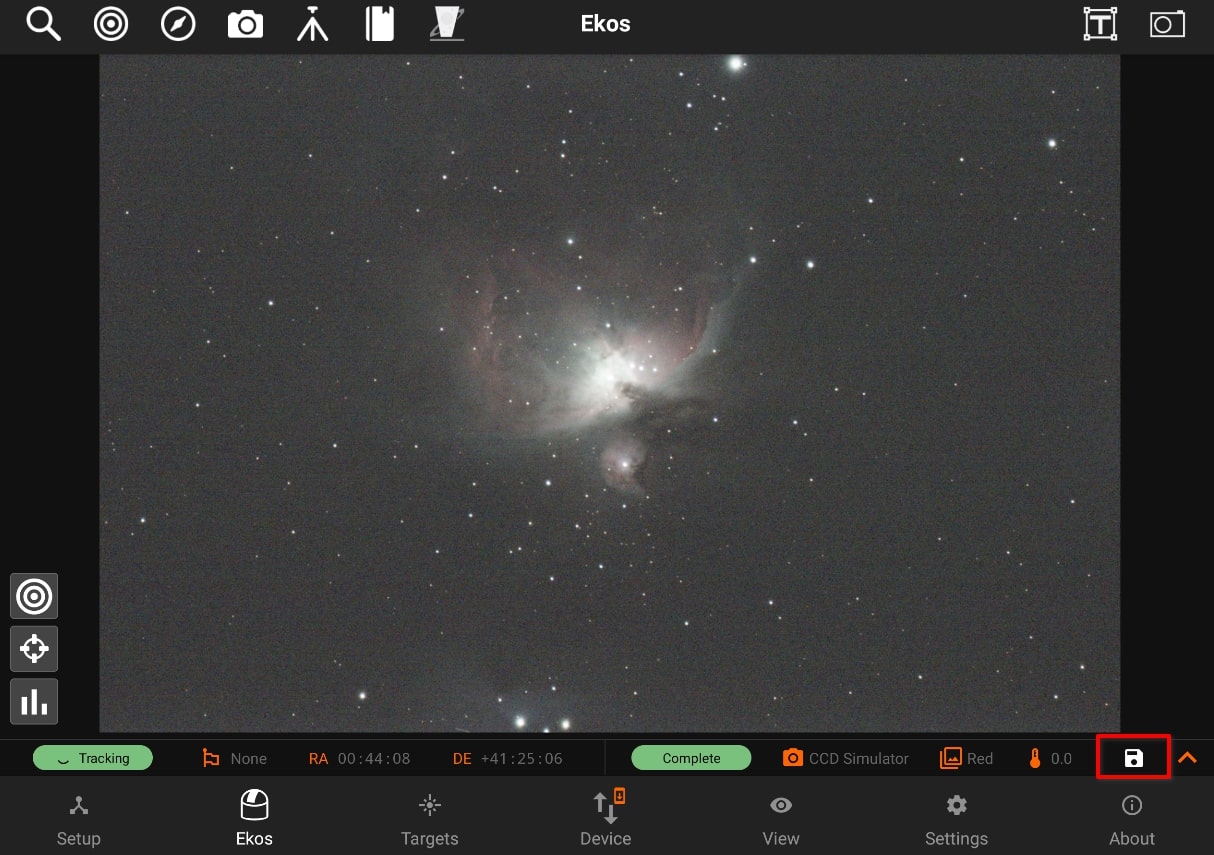 Ekos
T
Tracking
None
RA 00:44:08
DE +41:25:06
Complete
CCD Simulator
Red
0.0
Setup
Ekos
Targets
Device
View
Settings
About